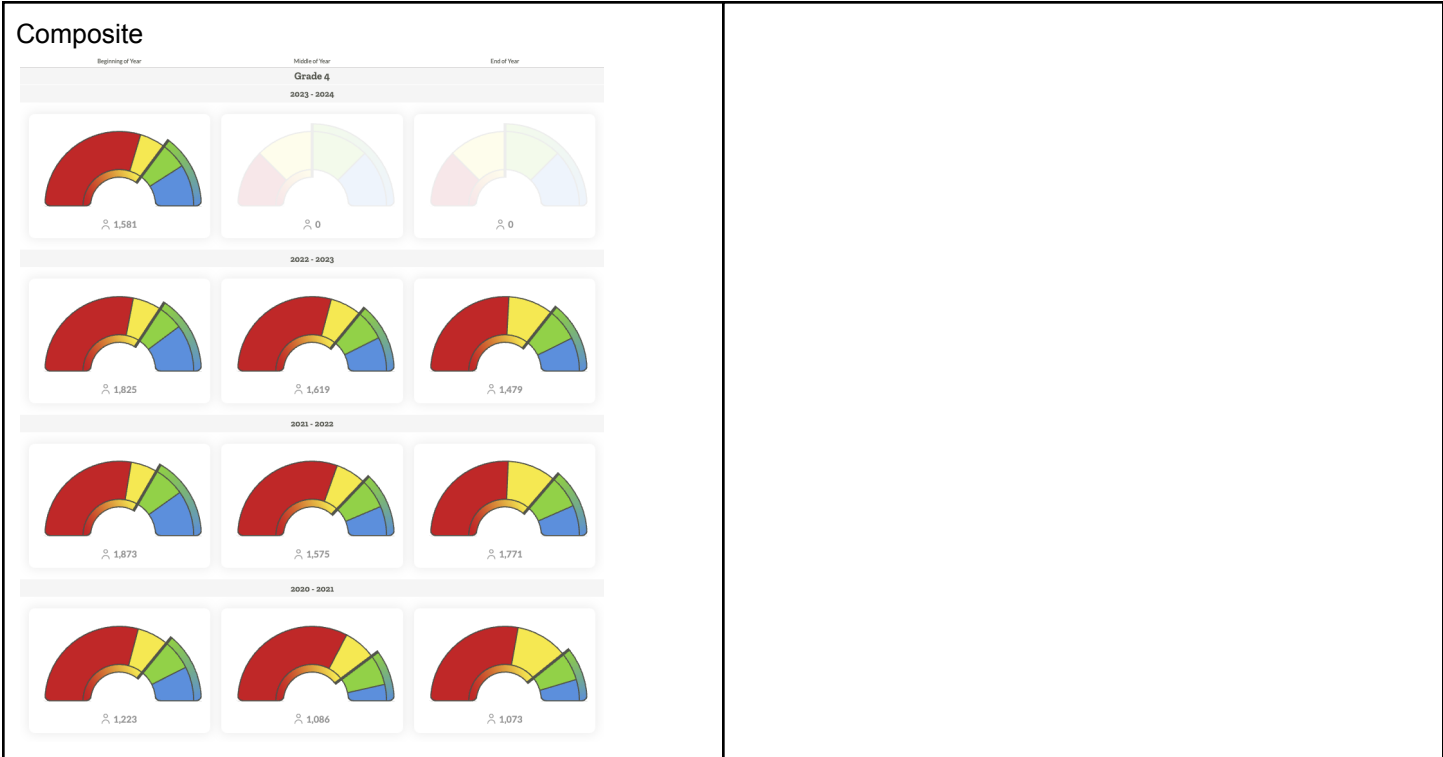 Composite
Beginning of Year Middle of Year End of Year
Grade 4
2023 - 2024
1,581 0 0
2022 - 2023
1,825 1,619 1,479
2021 - 2022
1,873 1,575 1,771
2020 - 2021
1,223 1,086 1,073